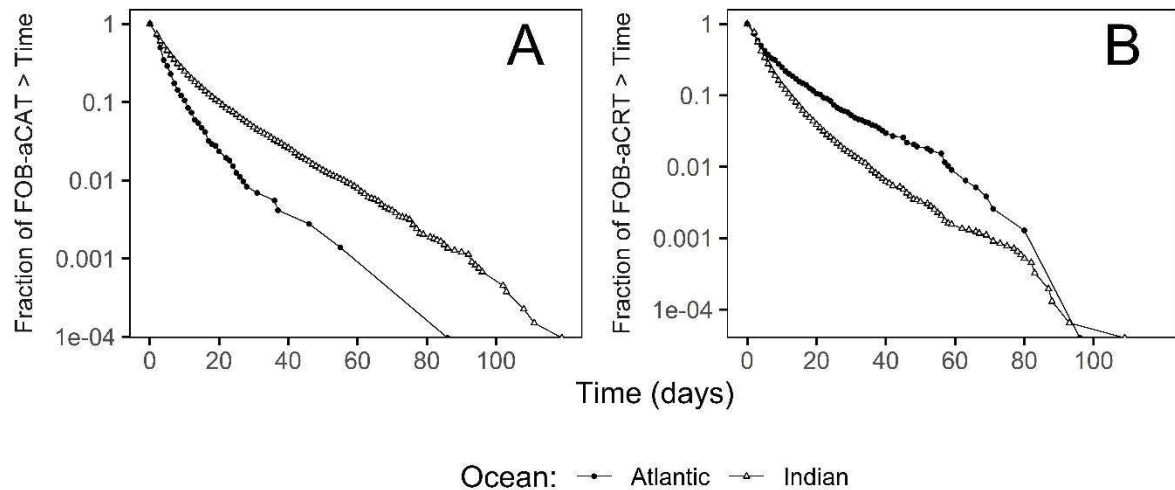 A
Fraction of FOB-aCAT > Time
1
0.1
0.01
0.001
1e-04
0 20 40 60 80 100
B
Fraction of FOB-aCRT > Time
1
0.1
0.01
0.001
1e-04
0 20 40 60 80 100
Time (days)
Ocean: Atlantic Indian